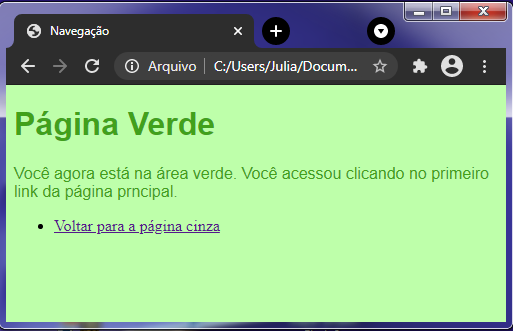 Navegação
Arquivo
C:/Users/Julia/Docum...
Página Verde
Você agora está na área verde. Você acessou clicando no primeiro
link da página prncipal.
Voltar para a página cinza